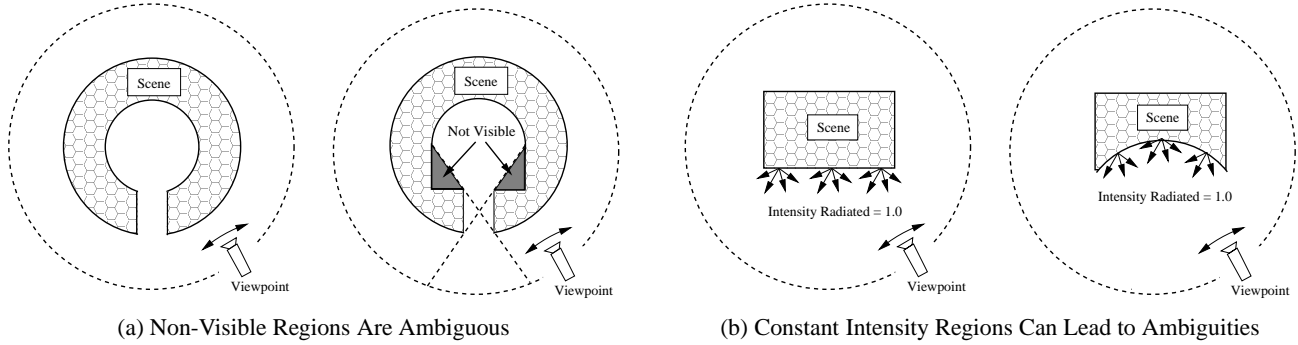 Scene
Viewpoint
Scene
Not Visible
Viewpoint
(a) Non-Visible Regions Are Ambiguous
Scene
Intensity Radiated = 1.0
Viewpoint
Scene
Intensity Radiated = 1.0
Viewpoint
(b) Constant Intensity Regions Can Lead to Ambiguities